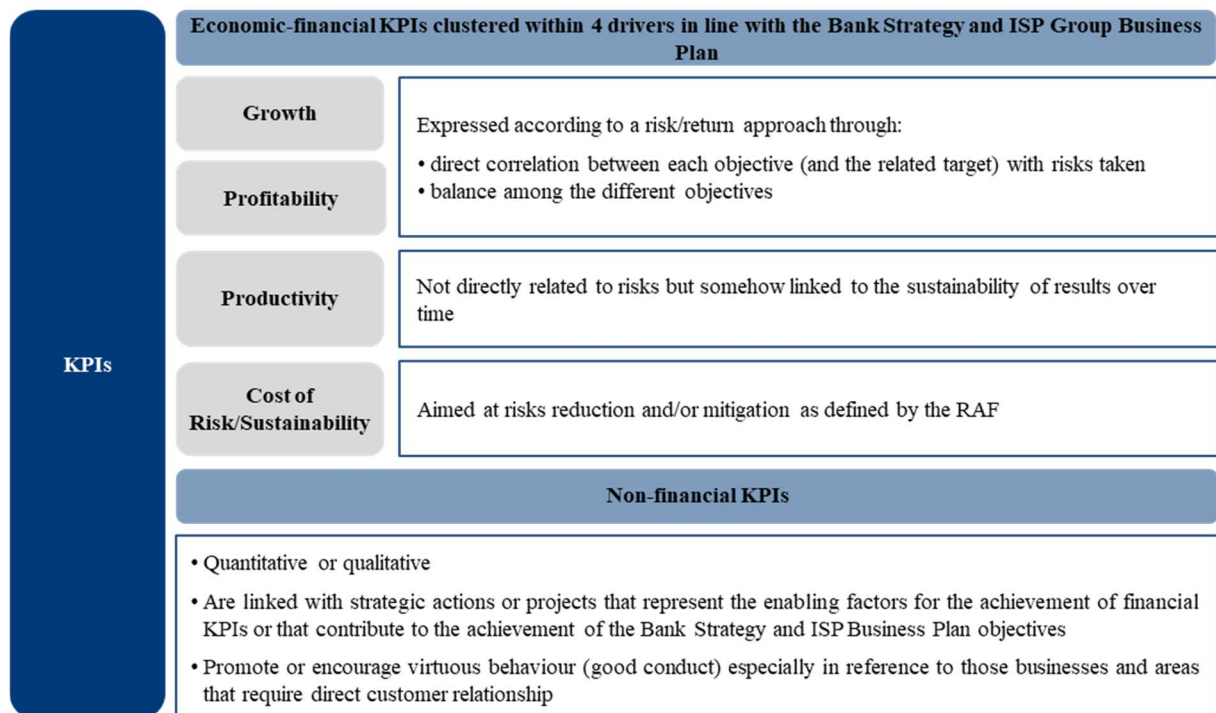 Economic-financial KPIs clustered within 4 drivers in line with the Bank Strategy and ISP Group Business
Plan
KPIs
Growth
Profitability
Expressed according to a risk/return approach through:
• direct correlation between each objective (and the related target) with risks taken
• balance among the different objectives
Productivity
Not directly related to risks but somehow linked to the sustainability of results over
time
Cost of
Risk/Sustainability
Aimed at risks reduction and/or mitigation as defined by the RAF
Non-financial KPIs
• Quantitative or qualitative
• Are linked with strategic actions or projects that represent the enabling factors for the achievement of financial
KPIs or that contribute to the achievement of the Bank Strategy and ISP Business Plan objectives
• Promote or encourage virtuous behaviour (good conduct) especially in reference to those businesses and areas
that require direct customer relationship